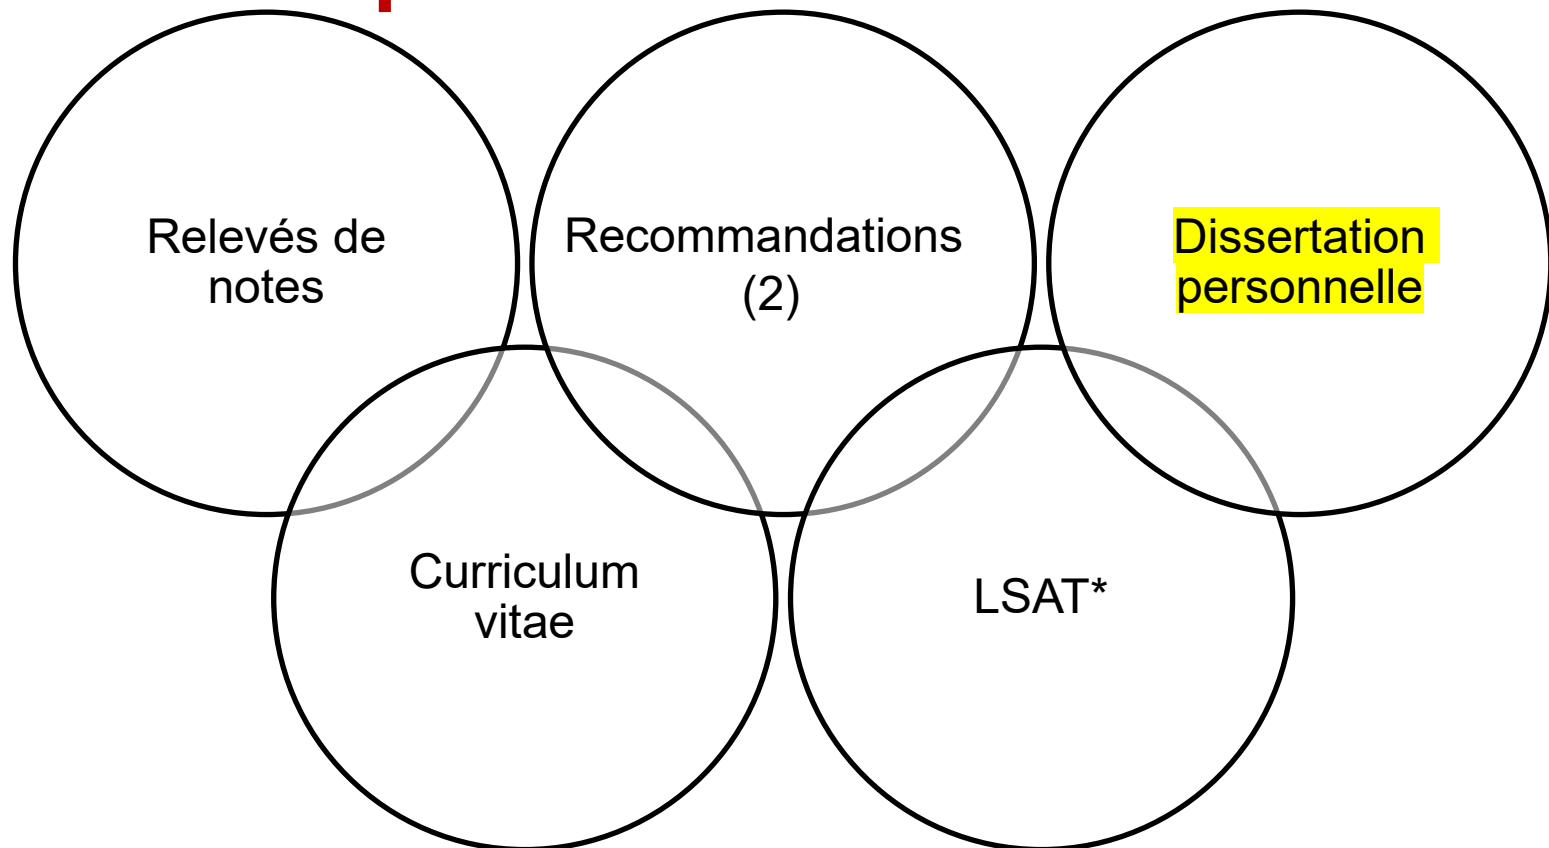 Relevés de
notes
Recommandations
(2)
Dissertation
personnelle
Curriculum
vitae
LSAT*